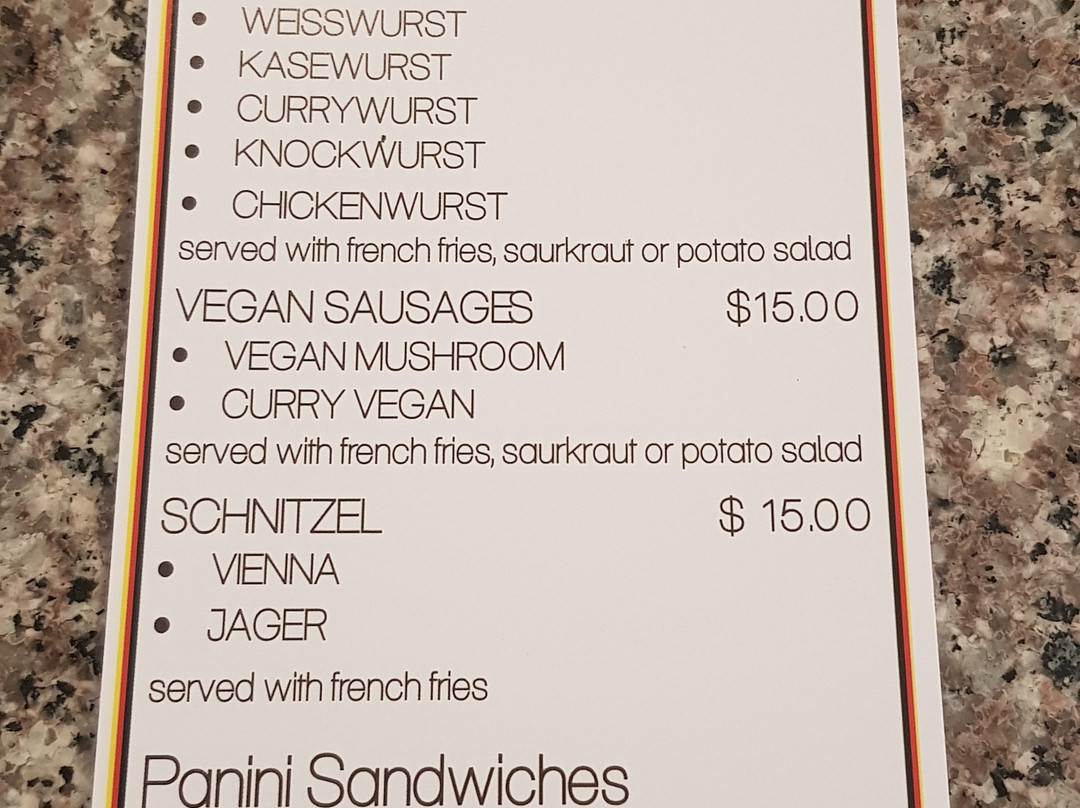 • WEISSWURST
• KASEWURST
• CURRYWURST
• KNOCKWURST
• CHICKENWURST
served with french fries, saurkraut or potato salad
VEGAN SAUSAGES $15.00
• VEGAN MUSHROOM
• CURRY VEGAN
served with french fries, saurkraut or potato salad
SCHNITZEL $ 15.00
• VIENNA
• JAGER
served with french fries
Panini Sandwiches